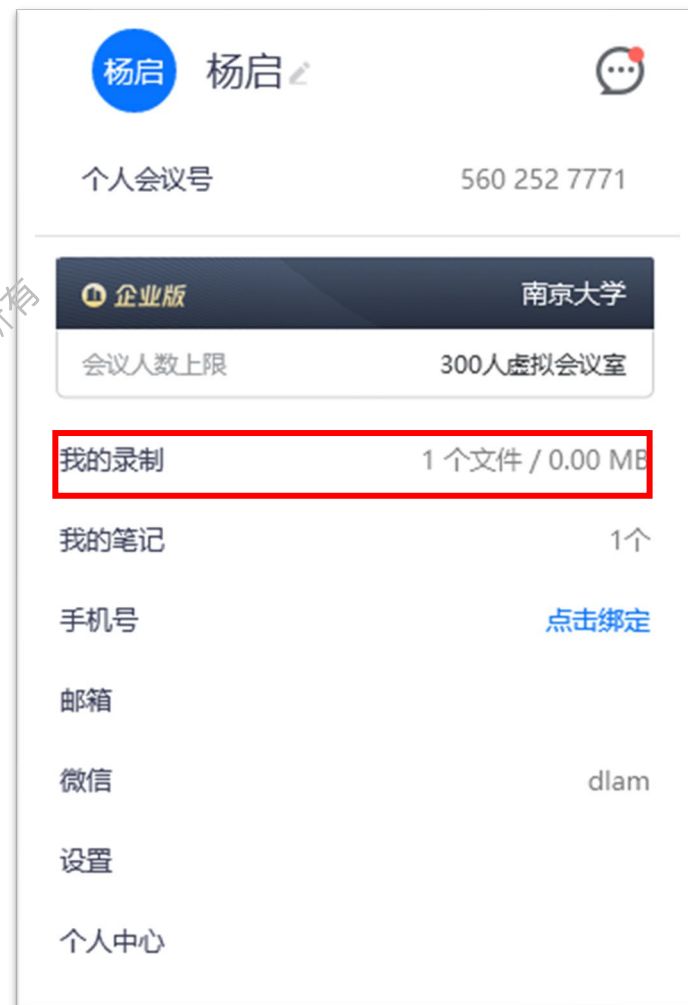 杨启 杨启
个人会议号 560 252 7771
企业版 南京大学
会议人数上限 300人虚拟会议室
我的录制 1 个文件 / 0.00 MB
我的笔记 1个
手机号 点击绑定
邮箱
微信 dlam
设置
个人中心